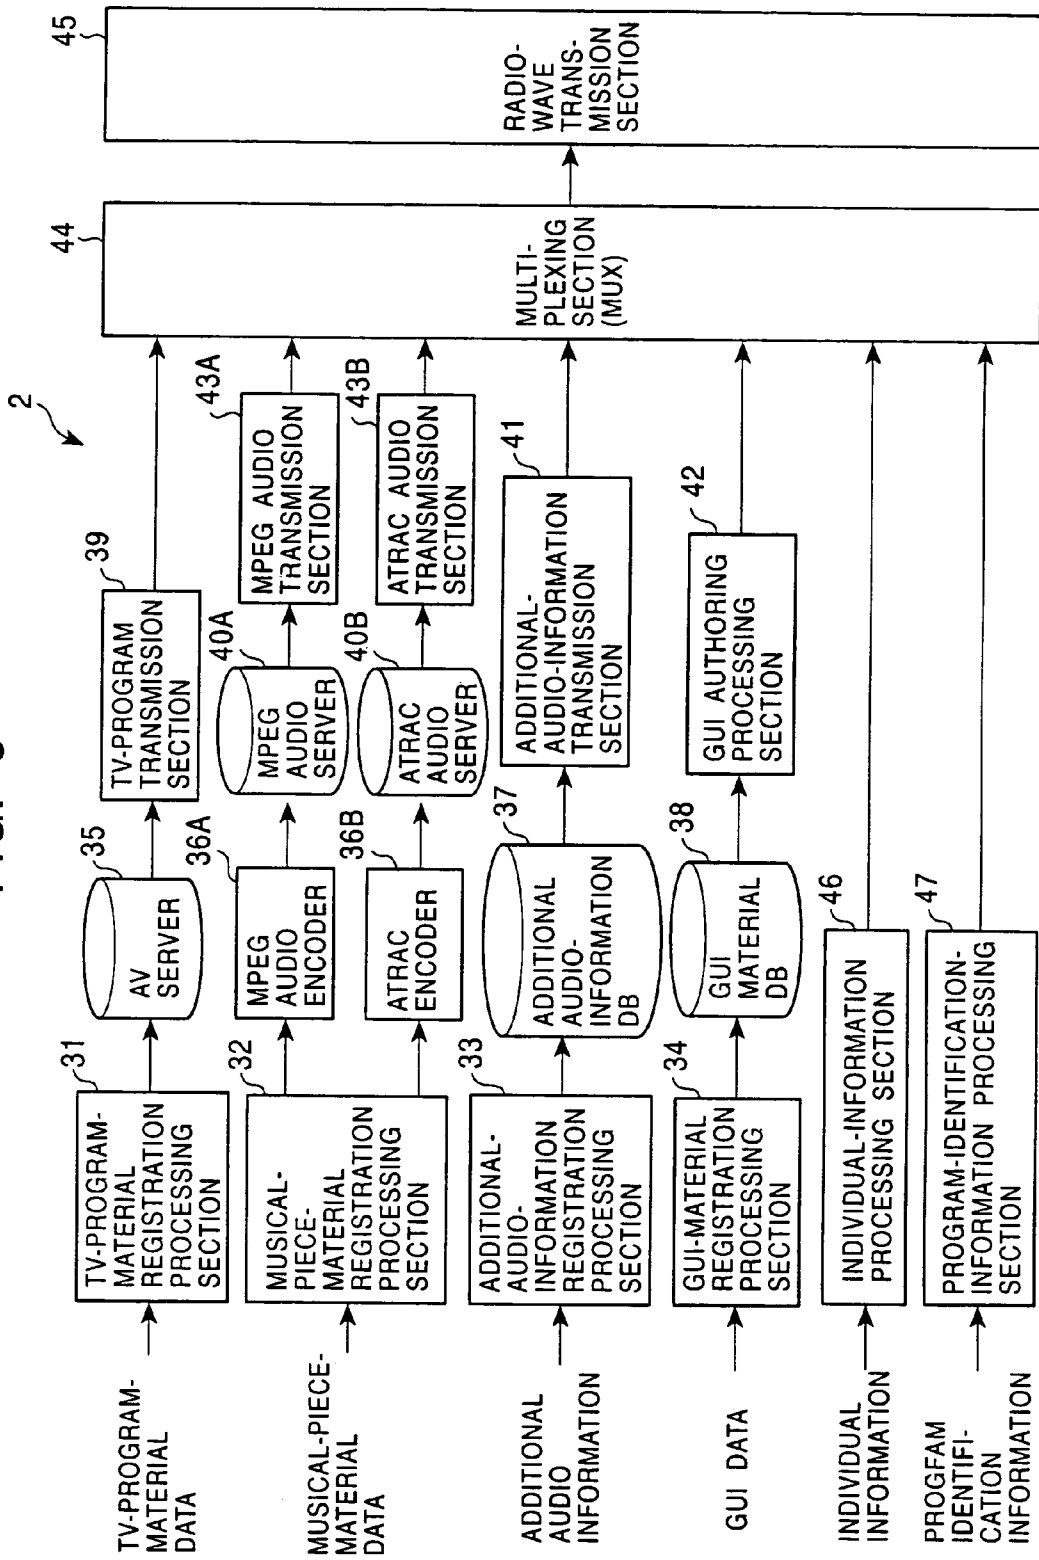 2
TV-PROGRAM-
MATERIAL
DATA
31
TV-PROGRAM-
MATERIAL
REGISTRATION
PROCESSING
SECTION
35
AV
SERVER
39
TV-PROGRAM
TRANSMISSION
SECTION
MUSICAL-PIECE-
MATERIAL
DATA
32
MUSICAL-
PIECE-
MATERIAL
REGISTRATION
PROCESSING
SECTION
36A
MPEG
AUDIO
ENCODER
40A
MPEG
AUDIO
SERVER
43A
MPEG AUDIO
TRANSMISSION
SECTION
36B
ATRAC
ENCODER
40B
ATRAC
AUDIO
SERVER
43B
ATRAC AUDIO
TRANSMISSION
SECTION
ADDITIONAL
AUDIO
INFORMATION
33
ADDITIONAL-
AUDIO-
INFORMATION
REGISTRATION
PROCESSING
SECTION
37
ADDITIONAL
AUDIO-
INFORMATION
DB
41
ADDITIONAL-
AUDIO-INFORMATION
TRANSMISSION
SECTION
GUI DATA
34
GUI-MATERIAL
REGISTRATION
PROCESSING
SECTION
38
GUI
MATERIAL
DB
42
GUI AUTHORING
PROCESSING
SECTION
INDIVIDUAL
INFORMATION
46
INDIVIDUAL-INFORMATION
PROCESSING SECTION
PROGFAM
IDENTIFI-
CATION
INFORMATION
47
PROGRAM-IDENTIFICATION-
INFORMATION PROCESSING
SECTION
44
MULTI-
PLEXING
SECTION
(MUX)
45
RADIO-
WAVE
TRANS-
MISSION
SECTION